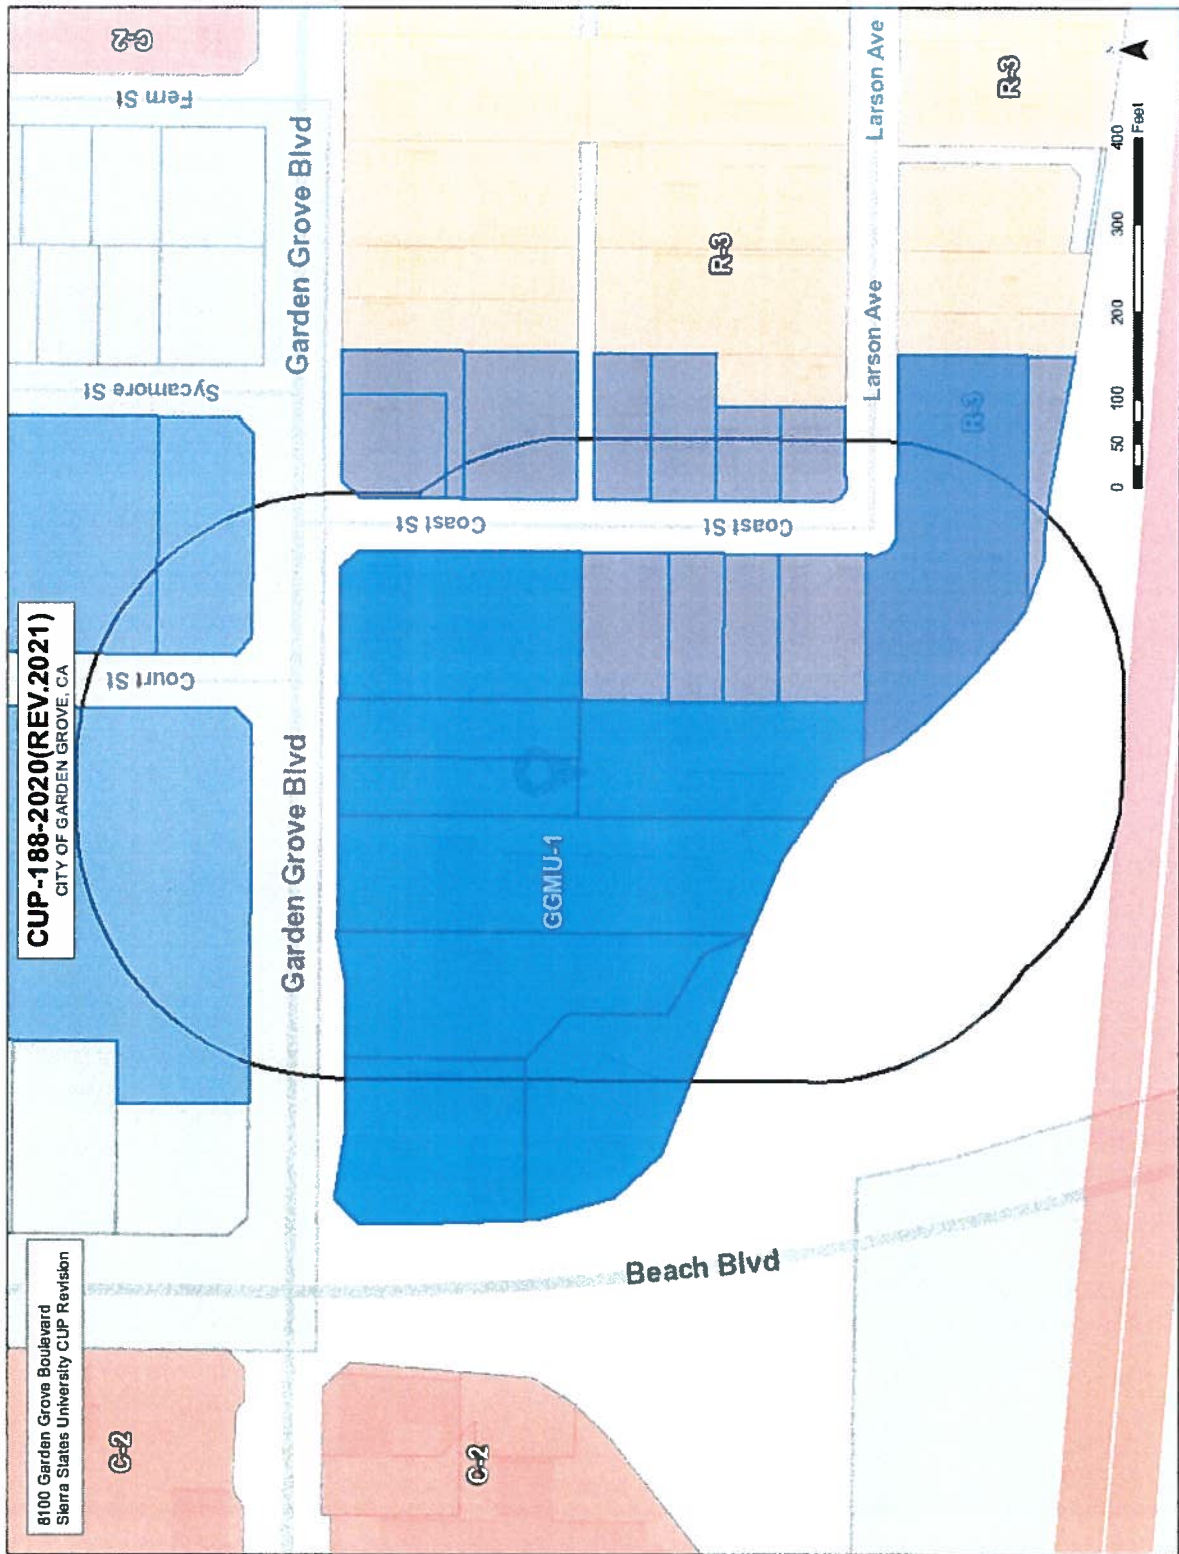 CUP-188-2020(REV.2021)
CITY OF GARDEN GROVE, CA
8100 Garden Grove Boulevard
Sierra States University CUP Revision
C-2
Fern St
Sycamore St
Court St
Garden Grove Blvd
Garden Grove Blvd
C-2
C-2
Coast St
Coast St
GGMU-1
R-3
Beach Blvd
Larson Ave
Larson Ave
R-3
R-3
0 50 100 200 300 400
Feet